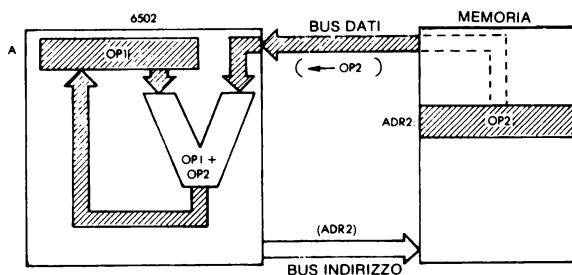 6502
MEMORIA
BUS DATI
A
OP1
( ← OP2 )
ADR2:
OP2
OP1 +
OP2
(ADR2)
BUS INDIRIZZO